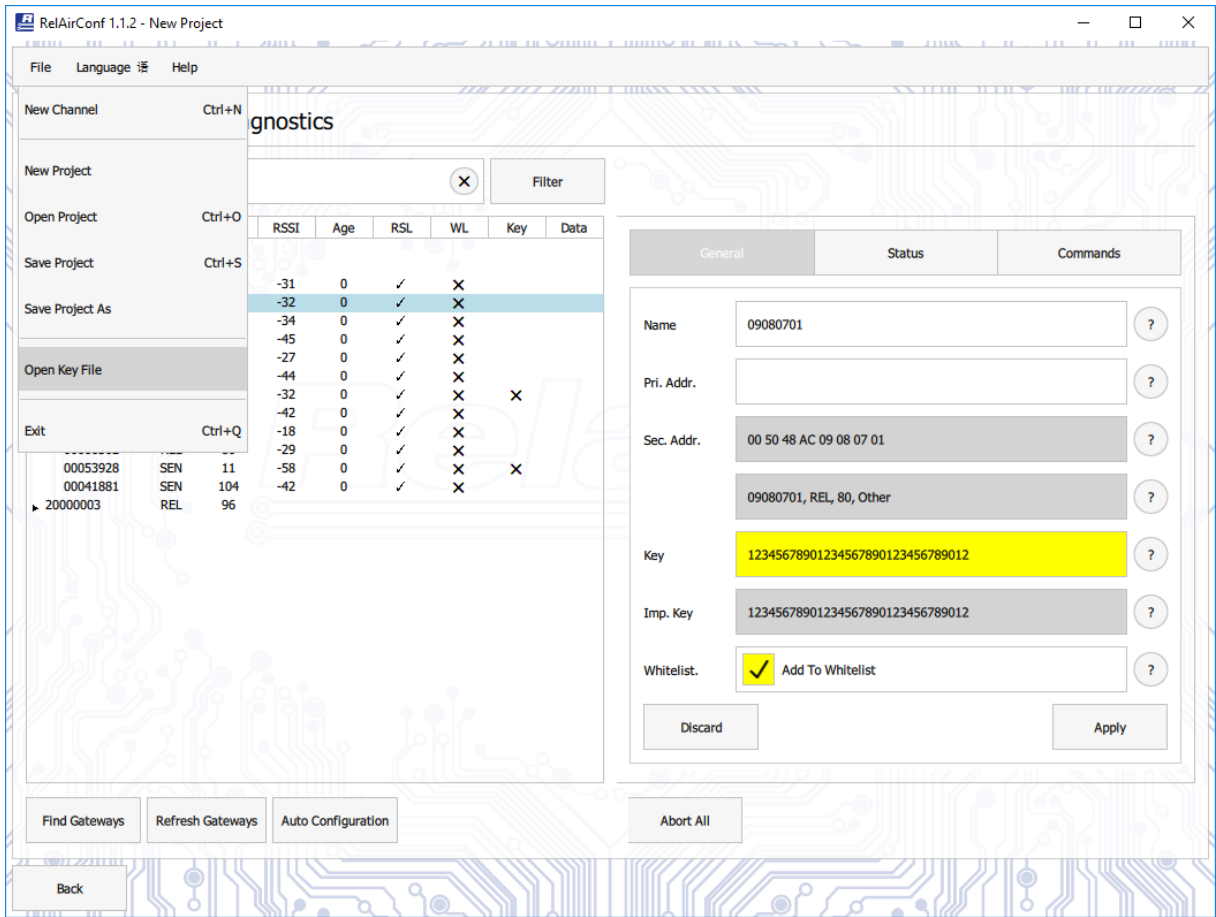 RelAirConf 1.1.2 - New Project
File Language 语 Help
New Channel Ctrl+N
New Project
Open Project Ctrl+O
Save Project Ctrl+S
Save Project As
Open Key File
Exit Ctrl+Q
gnostics
Filter
RSSI Age RSL WL Key Data
-31 0 ✓ ✕
-32 0 ✓ ✕
-34 0 ✓ ✕
-45 0 ✓ ✕
-27 0 ✓ ✕
-44 0 ✓ ✕
-32 0 ✓ ✕ ✕
-42 0 ✓ ✕
-18 0 ✓ ✕
-29 0 ✓ ✕
00053928 SEN 11 -58 0 ✓ ✕ ✕
00041881 SEN 104 -42 0 ✓ ✕
20000003 REL 96
General Status Commands
Name 09080701 ?
Pri. Addr. ?
Sec. Addr. 00 50 48 AC 09 08 07 01 ?
09080701, REL, 80, Other ?
Key 12345678901234567890123456789012 ?
Imp. Key 12345678901234567890123456789012 ?
Whitelist. Add To Whitelist ?
Discard Apply
Find Gateways Refresh Gateways Auto Configuration Abort All
Back